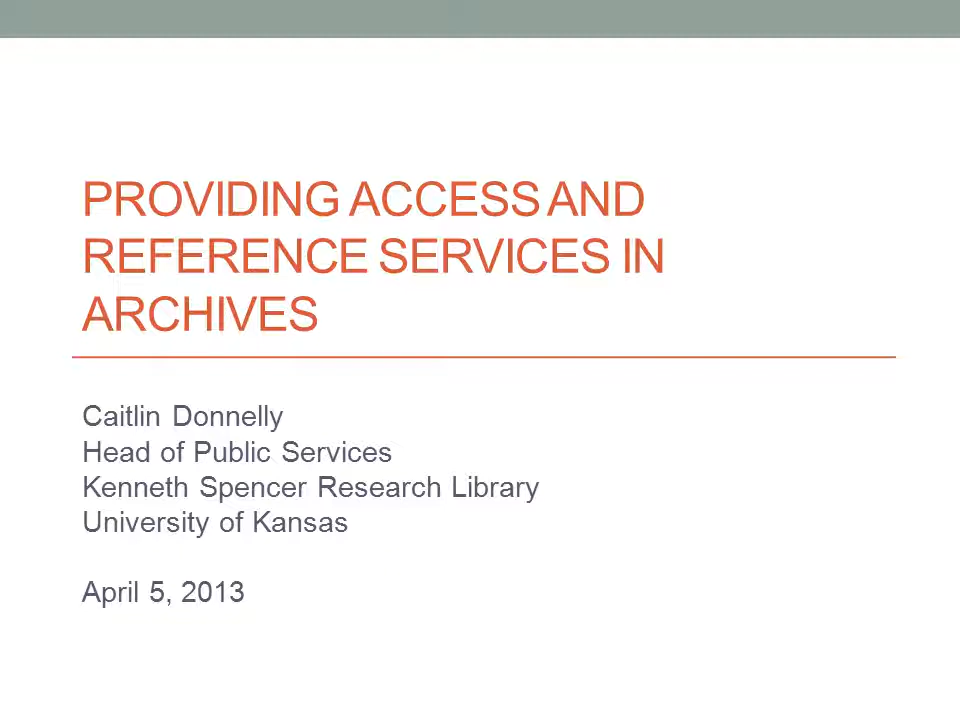 PROVIDING ACCESS AND
REFERENCE SERVICES IN
ARCHIVES
Caitlin Donnelly
Head of Public Services
Kenneth Spencer Research Library
University of Kansas
April 5, 2013